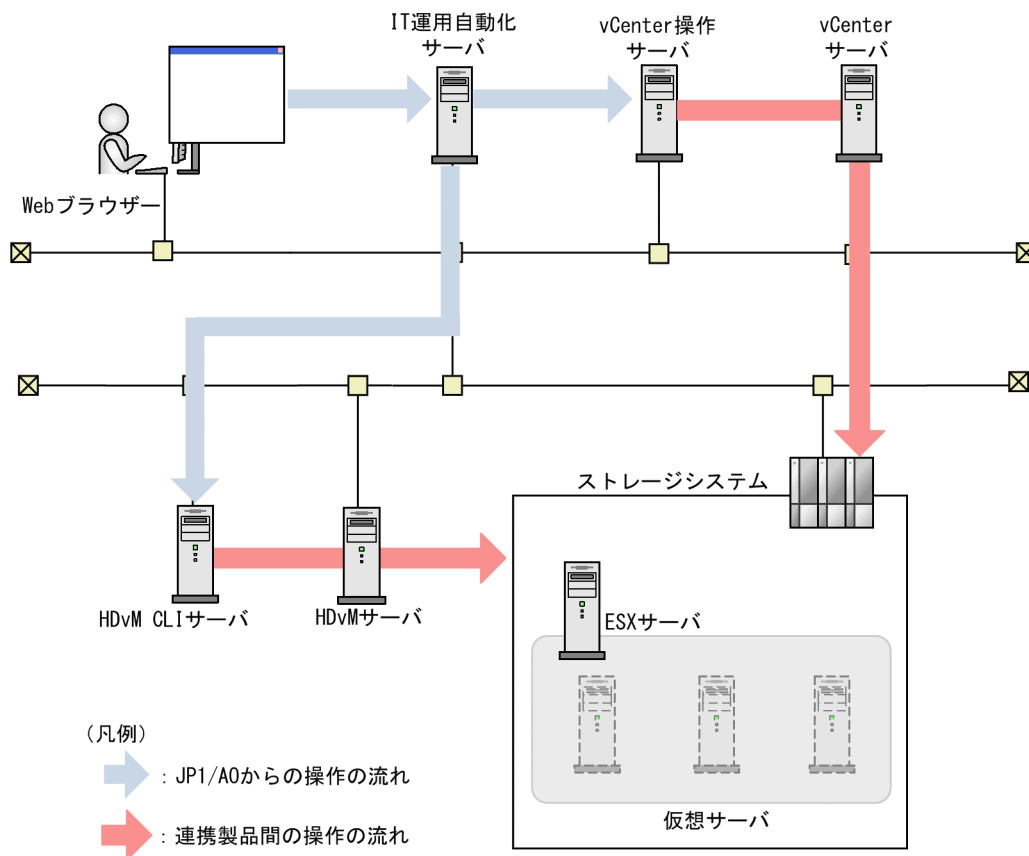 IT運用自動化
サーバ
vCenter操作
サーバ
vCenter
サーバ
Webブラウザー
ストレージシステム
HDvM CLIサーバ
HDvMサーバ
ESXサーバ
仮想サーバ
(凡例)
：JP1/AOからの操作の流れ
：連携製品間の操作の流れ